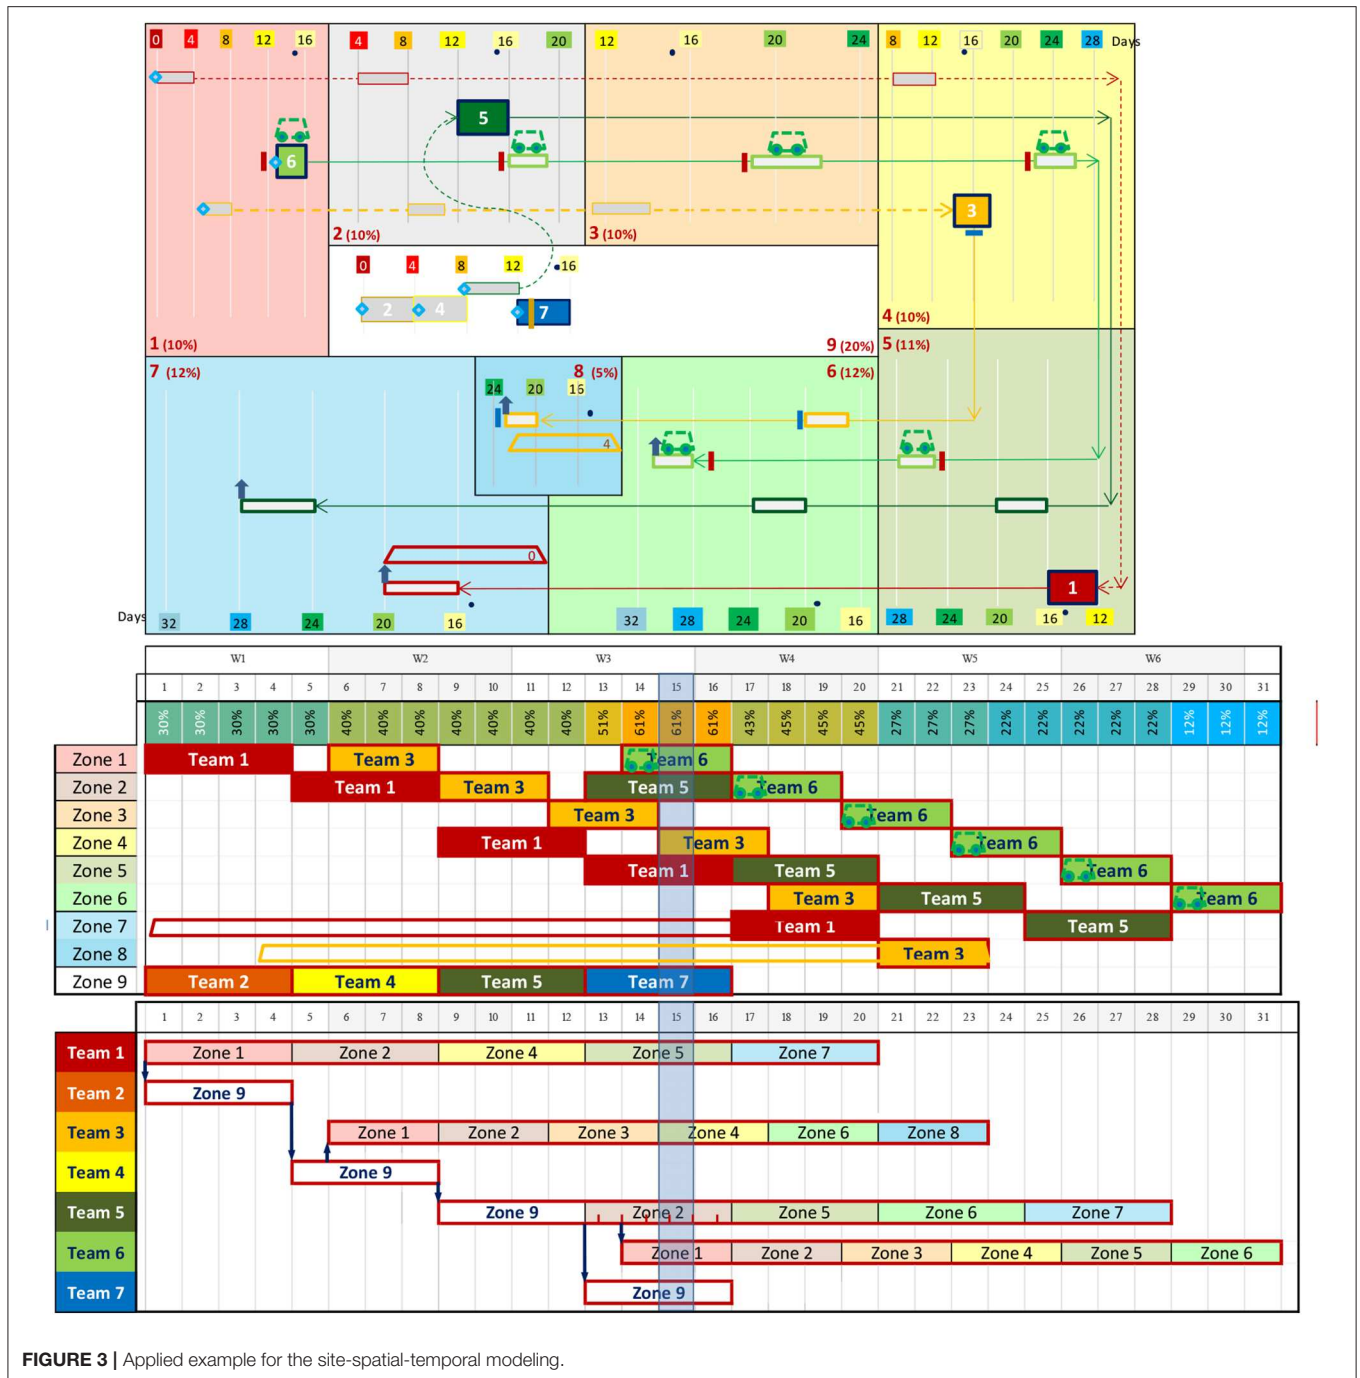 0 4 8 12 16 4 8 12 16 20 12 16 20 24 8 12 16 20 24 28 Days
5
6
3
2 (10%) 3 (10%)
0 4 8 12 16
2 4 7
4 (10%)
1 (10%) 9 (20%) 5 (11%)
7 (12%) 8 (5%) 6 (12%)
24 20 16
4
0
1
Days 32 28 24 20 16 32 28 24 20 16 28 24 20 16 12
W1 W2 W3 W4 W5 W6
1 2 3 4 5 6 7 8 9 10 11 12 13 14 15 16 17 18 19 20 21 22 23 24 25 26 27 28 29 30 31
30% 30% 30% 30% 30% 40% 40% 40% 40% 40% 40% 40% 51% 61% 61% 61% 43% 45% 45% 45% 27% 27% 27% 22% 22% 22% 22% 22% 12% 12% 12%
Zone 1 Team 1 Team 3 Team 6
Zone 2 Team 1 Team 3 Team 5 Team 6
Zone 3 Team 3 Team 6
Zone 4 Team 1 Team 3 Team 6
Zone 5 Team 1 Team 5 Team 6
Zone 6 Team 3 Team 5 Team 6
Zone 7 Team 1 Team 5
Zone 8 Team 3
Zone 9 Team 2 Team 4 Team 5 Team 7
1 2 3 4 5 6 7 8 9 10 11 12 13 14 15 16 17 18 19 20 21 22 23 24 25 26 27 28 29 30 31
Team 1 Zone 1 Zone 2 Zone 4 Zone 5 Zone 7
Team 2 Zone 9
Team 3 Zone 1 Zone 2 Zone 3 Zone 4 Zone 6 Zone 8
Team 4 Zone 9
Team 5 Zone 9 Zone 2 Zone 5 Zone 6 Zone 7
Team 6 Zone 1 Zone 2 Zone 3 Zone 4 Zone 5 Zone 6
Team 7 Zone 9
FIGURE 3 | Applied example for the site-spatial-temporal modeling.